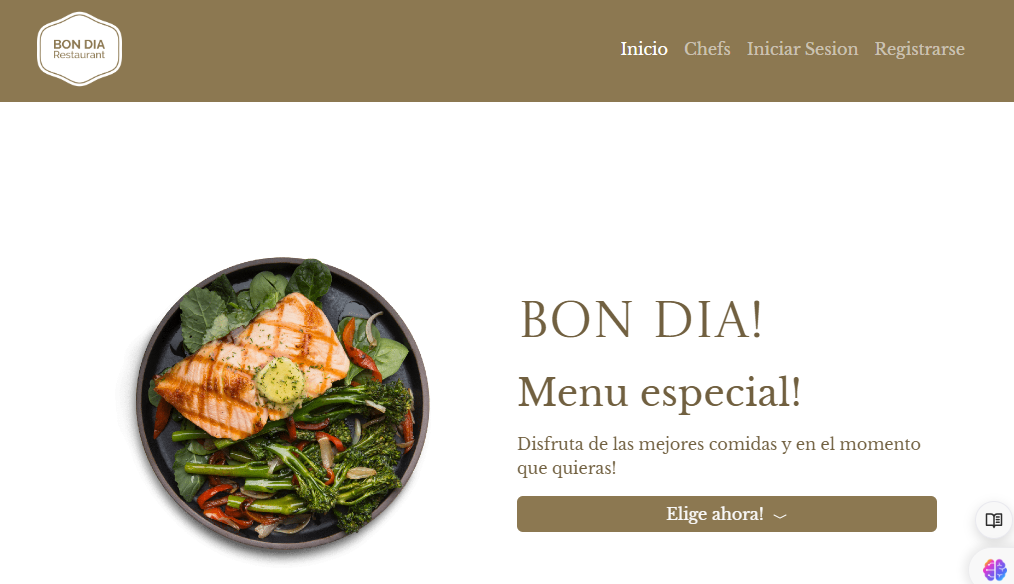 BON DIA
Restaurant
Inicio Chefs Iniciar Sesion Registrarse
BON DIA!
Menu especial!
Disfruta de las mejores comidas y en el momento
que quieras!
Elige ahora!